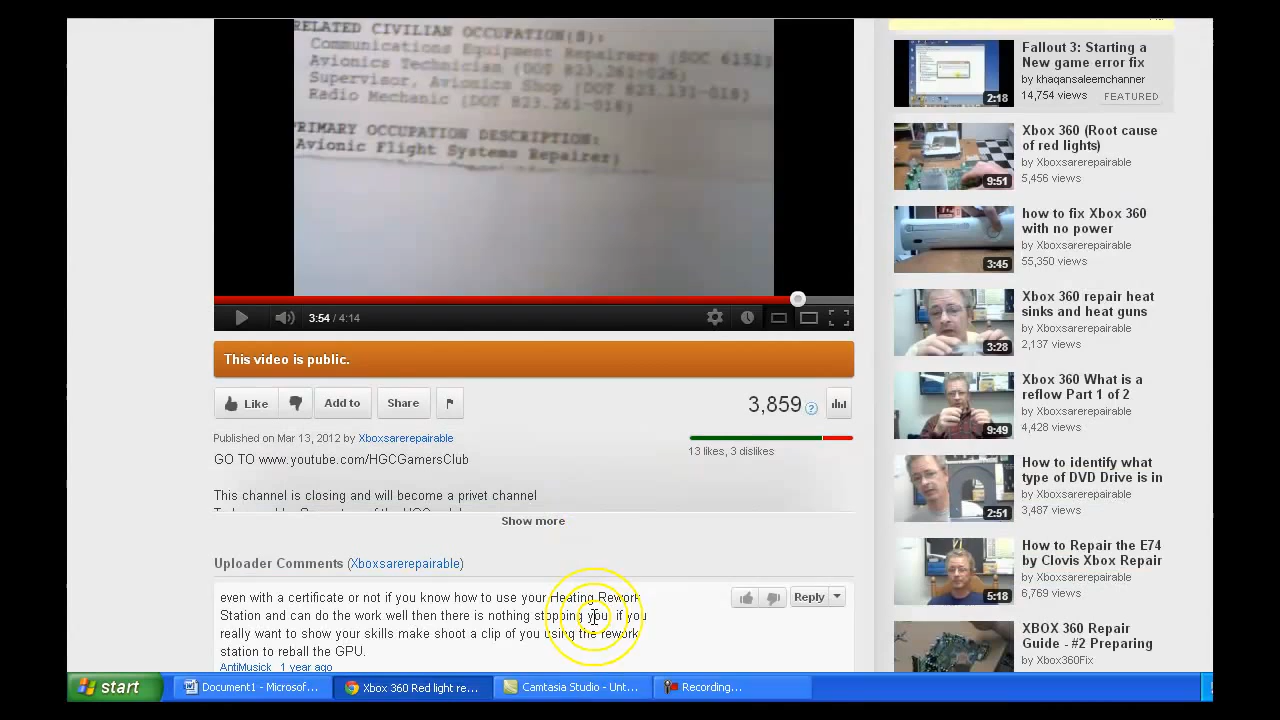 RELATED CIVILIAN OCCUPATION(S):
Communications Equipment Repairers [SOC 6151]
Avionic Technician [DOT 823.261-
Supervisor, Avionics Shop [DOT 823.131-018]
Radio Mechanic [DOT 823.261-018]
PRIMARY OCCUPATION DESCRIPTION:
Avionic Flight Systems Repairer;
3:54 / 4:14
This video is public.
Like
Add to
Share
3,859
Published on Mar 13, 2012 by Xboxsarerepairable
13 likes, 3 dislikes
GO TO www.youtube.com/HGCGamersClub
This channel is closing and will become a privet channel
Show more
Uploader Comments (Xboxsarerepairable)
even with a certificate or not if you know how to use your Heating Rework
Station and can do the work well then there is nothing stopping you. if you
really want to show your skills make shoot a clip of you using the rework
station to reball the GPU.
AntiMusick 1 year ago
Reply
Fallout 3: Starting a
New game error fix
by khaqansaleemchannel
14,754 views
FEATURED
2:18
Xbox 360 (Root cause
of red lights)
by Xboxsarerepairable
5,456 views
9:51
how to fix Xbox 360
with no power
by Xboxsarerepairable
55,350 views
3:45
Xbox 360 repair heat
sinks and heat guns
by Xboxsarerepairable
2,137 views
3:28
Xbox 360 What is a
reflow Part 1 of 2
by Xboxsarerepairable
4,428 views
9:49
How to identify what
type of DVD Drive is in
by Xboxsarerepairable
3,487 views
2:51
How to Repair the E74
by Clovis Xbox Repair
by Xboxsarerepairable
6,769 views
5:18
XBOX 360 Repair
Guide - #2 Preparing
by Xbox360Fix
start
Document1 - Microsof...
Xbox 360 Red light re...
Camtasia Studio - Unt...
Recording...